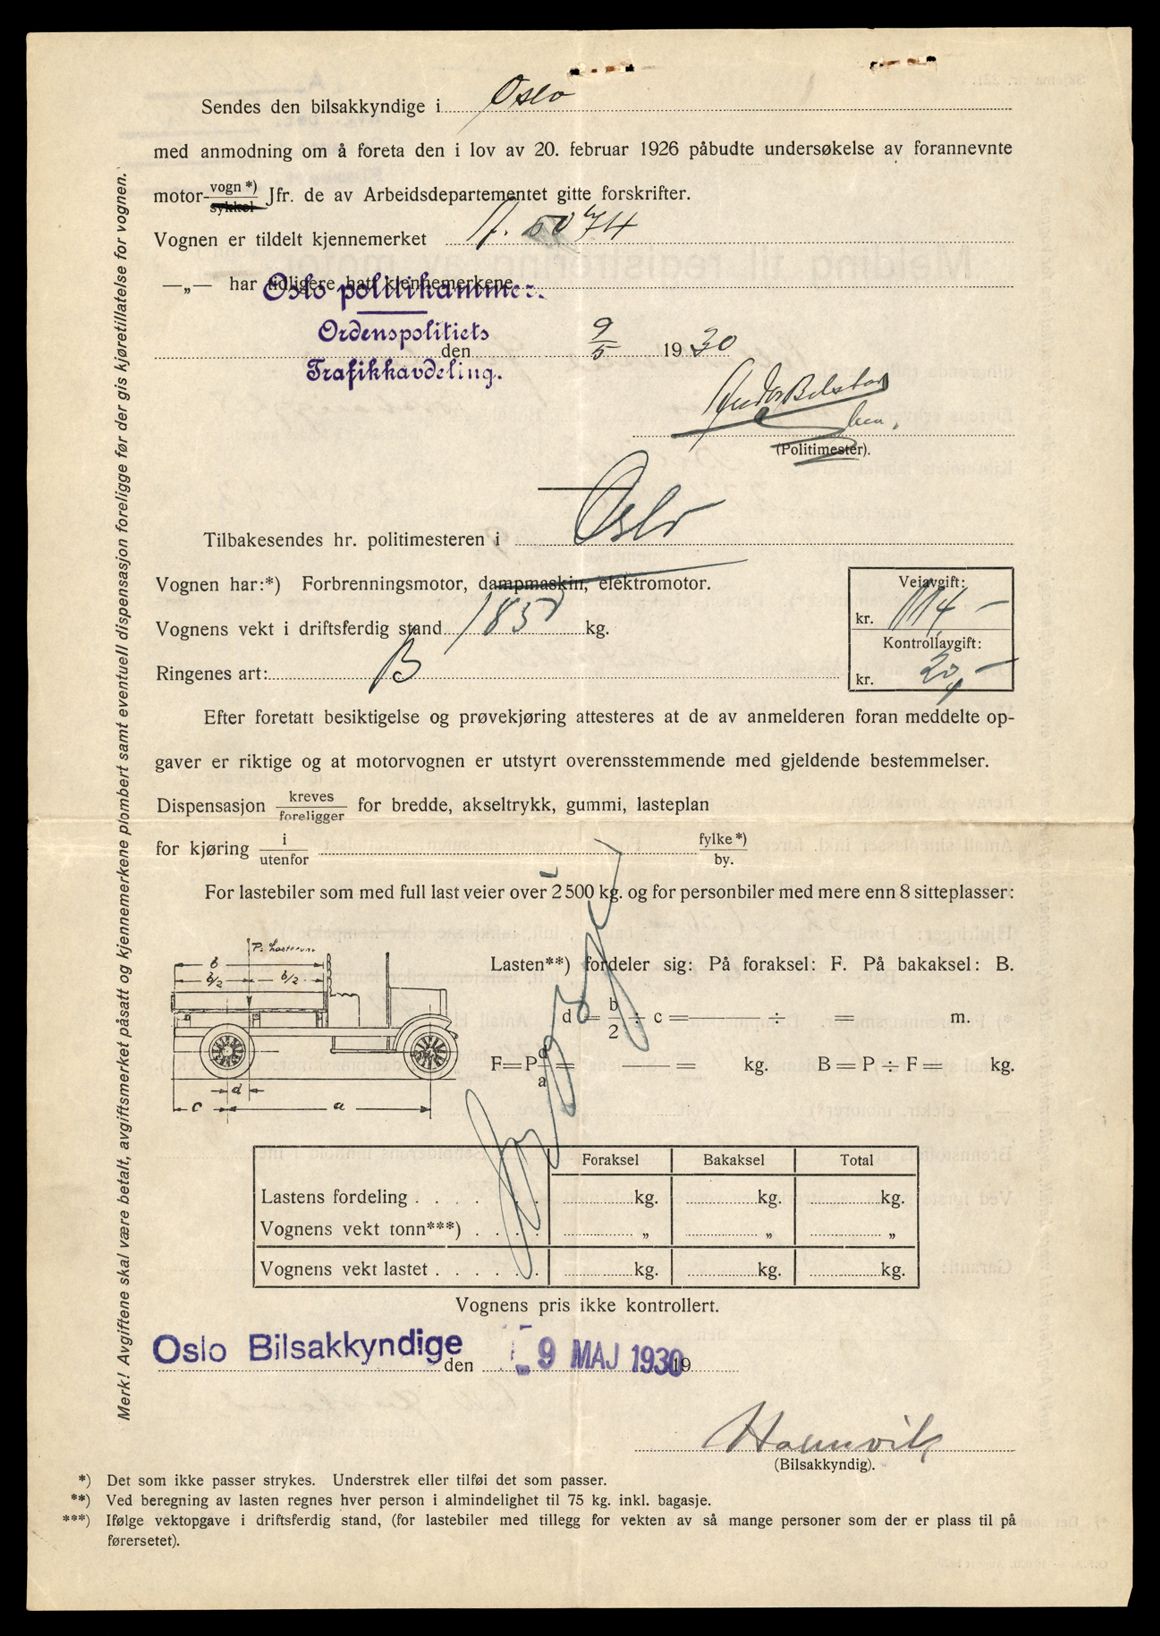 Sendes den bilsakkyndige i Oslo
med anmodning om å foreta den i lov av 20. februar 1926 påbudte undersøkelse av forannevnte
motor- vogn *) sykkel Jfr. de av Arbeidsdepartementet gitte forskrifter.
Vognen er tildelt kjennemerket
—„— har tidligere hatt kjennemerkene
Oslo politikammer.
Ordenspolitiets
Trafikkavdeling.
den 9/5 1930
(Politimester).
Tilbakesendes hr. politimesteren i Oslo
Vognen har:*) Forbrenningsmotor, dampmaskin, elektromotor.
Vognens vekt i driftsferdig stand 1850 kg.
Ringenes art: B
Veiavgift:
kr. 114 —
Kontrollavgift:
kr. 20,—
Efter foretatt besiktigelse og prøvekjøring attesteres at de av anmelderen foran meddelte op-
gaver er riktige og at motorvognen er utstyrt overensstemmende med gjeldende bestemmelser.
Dispensasjon kreves foreligger for bredde, akseltrykk, gummi, lasteplan
for kjøring i utenfor fylke*) by.
For lastebiler som med full last veier over 2 500 kg. og for personbiler med mere enn 8 sitteplasser:
b
b/2 b/2
d
c a
Lasten**) fordeler sig: På foraksel: F. På bakaksel: B.
d = b/2 ÷ c = ——— ÷ = m.
F = P d/a = ——— = kg. B = P ÷ F = kg.
Foraksel Bakaksel Total
Lastens fordeling . . . . . . kg. kg. kg.
Vognens vekt tonn***) . . . . „ „ „
Vognens vekt lastet . . . . . kg. kg. kg.
Vognens pris ikke kontrollert.
Oslo Bilsakkyndige den 9 MAJ 1930 19
(Bilsakkyndig).
*) Det som ikke passer strykes. Understrek eller tilføi det som passer.
**) Ved beregning av lasten regnes hver person i almindelighet til 75 kg. inkl. bagasje.
***) Ifølge vektopgave i driftsferdig stand, (for lastebiler med tillegg for vekten av så mange personer som der er plass til på
førersetet).
Merk! Avgiftene skal være betalt, avgiftsmerket påsatt og kjennemerkene plombert samt eventuell dispensasjon foreligge før der gis kjøretillatelse for vognen.